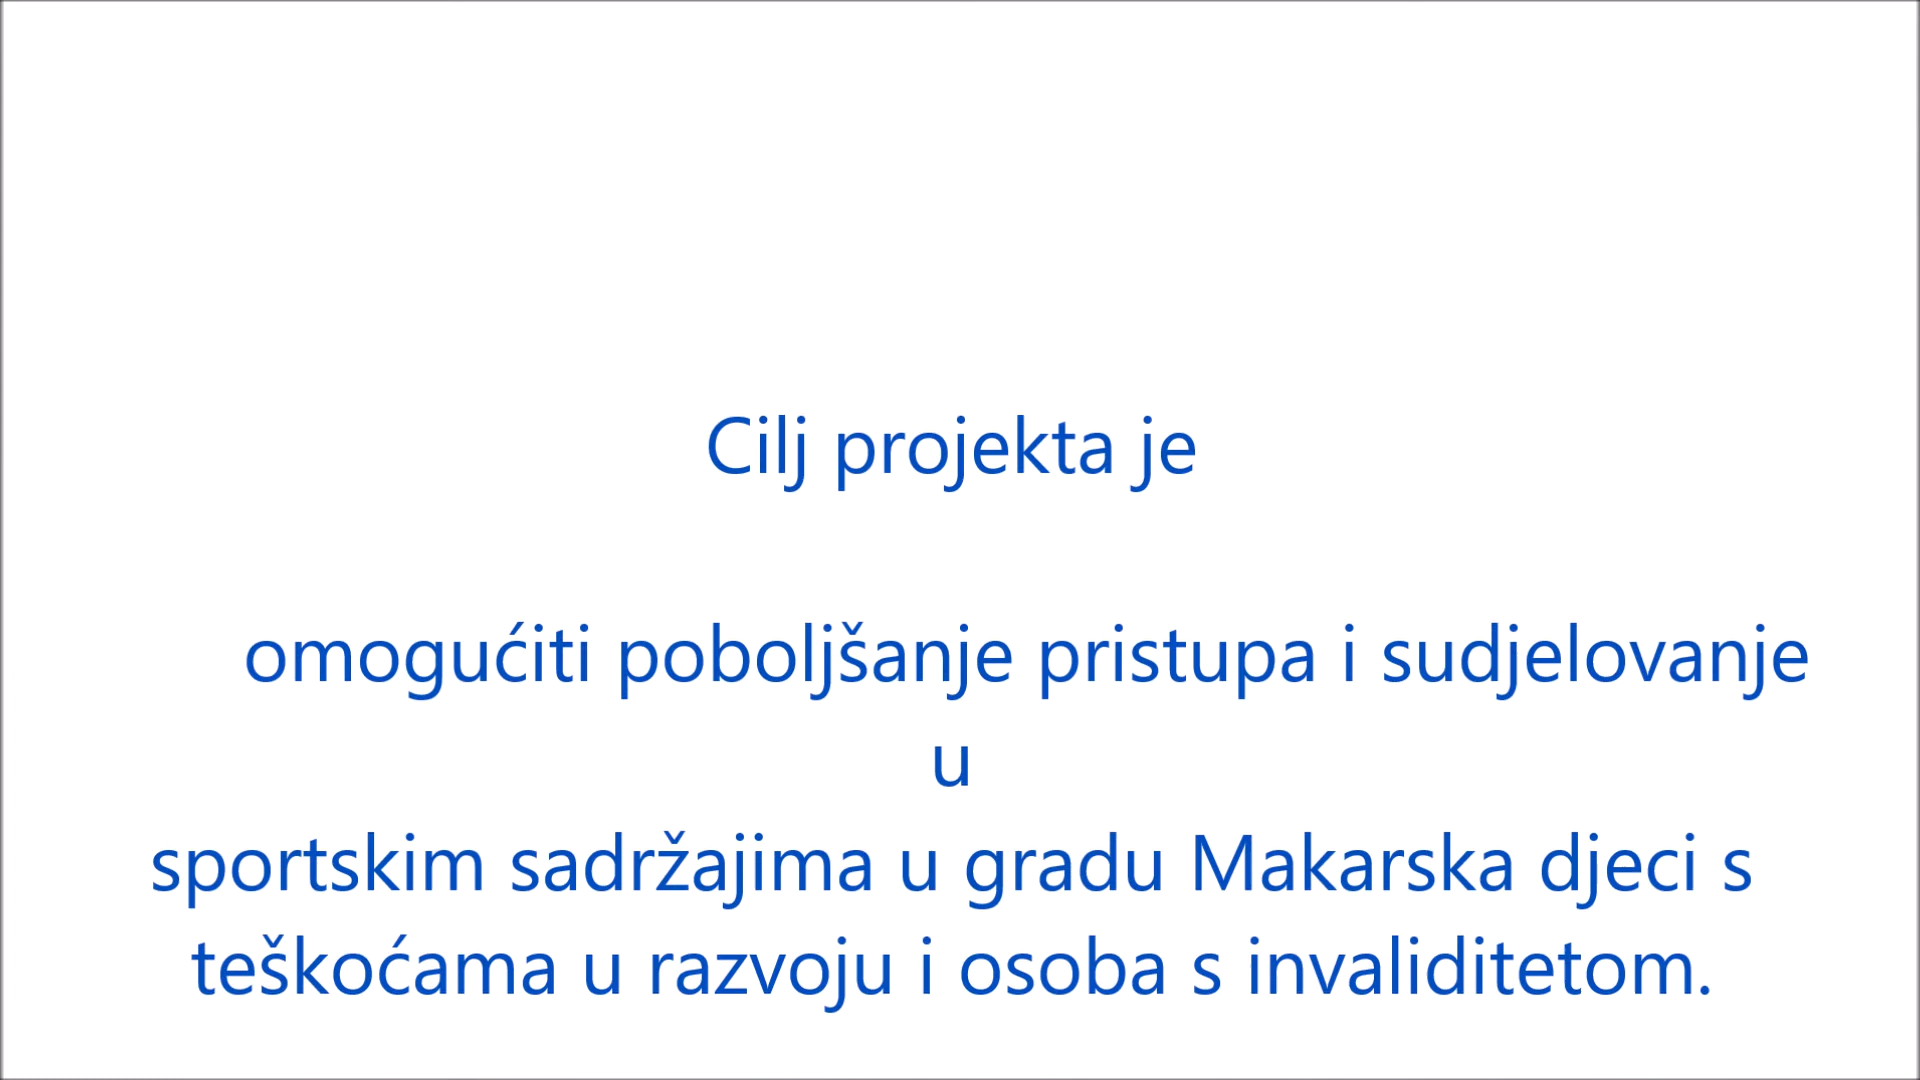 Cilj projekta je
omogućiti poboljšanje pristupa i sudjelovanje
u
sportskim sadržajima u gradu Makarska djeci s
teškoćama u razvoju i osoba s invaliditetom.